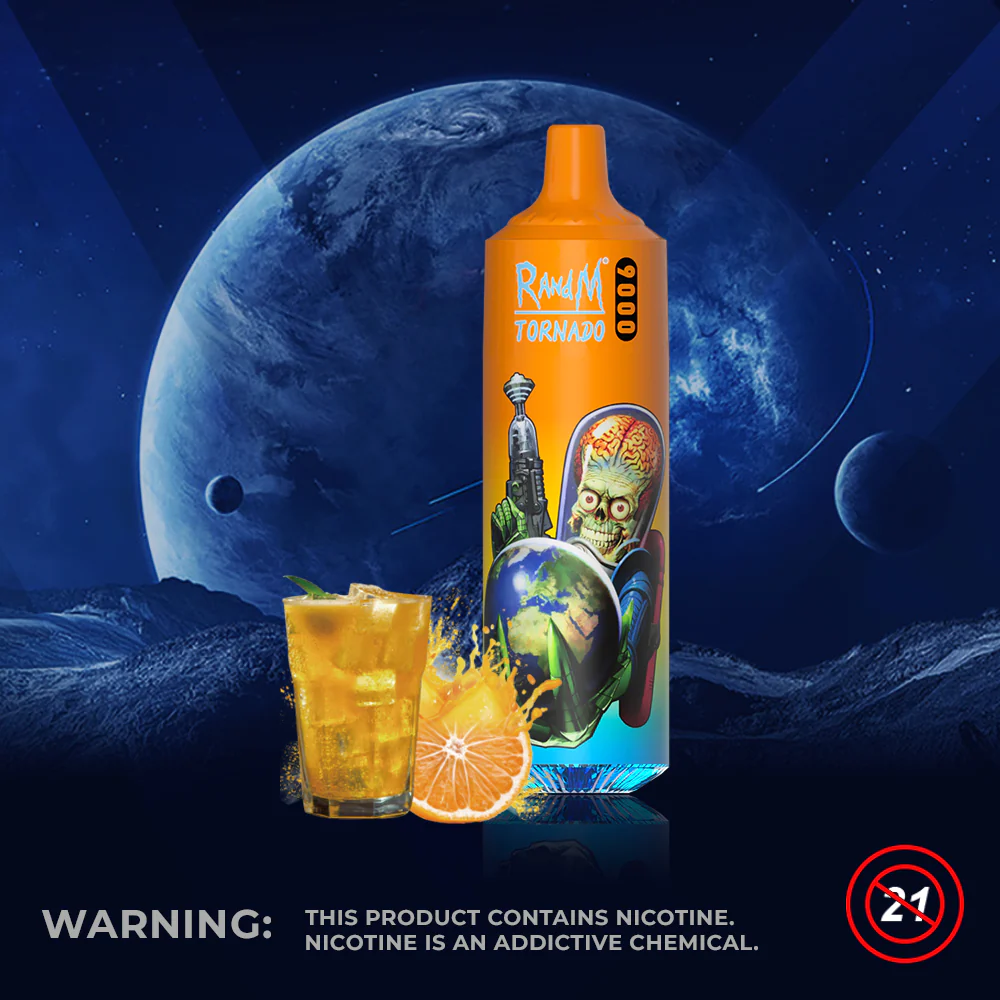 RandM
TORNADO
9000
WARNING:
THIS PRODUCT CONTAINS NICOTINE.
NICOTINE IS AN ADDICTIVE CHEMICAL.
21